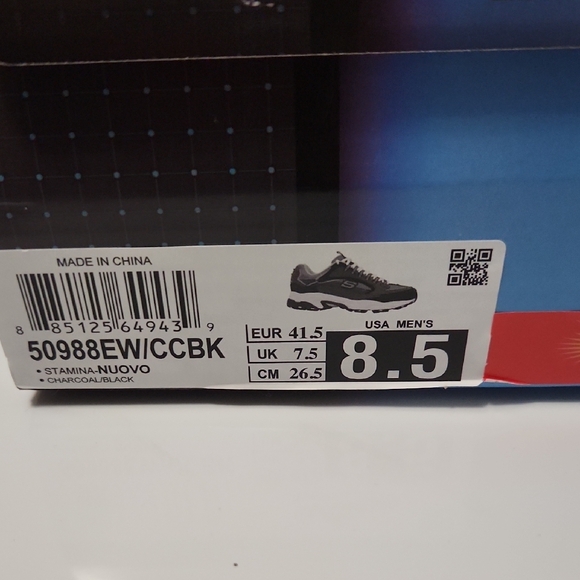 MADE IN CHINA
8 85125 64943 9
50988EW/CCBK
• STAMINA-NUOVO
• CHARCOAL/BLACK
EUR 41.5
UK 7.5
CM 26.5
USA MEN'S
8.5